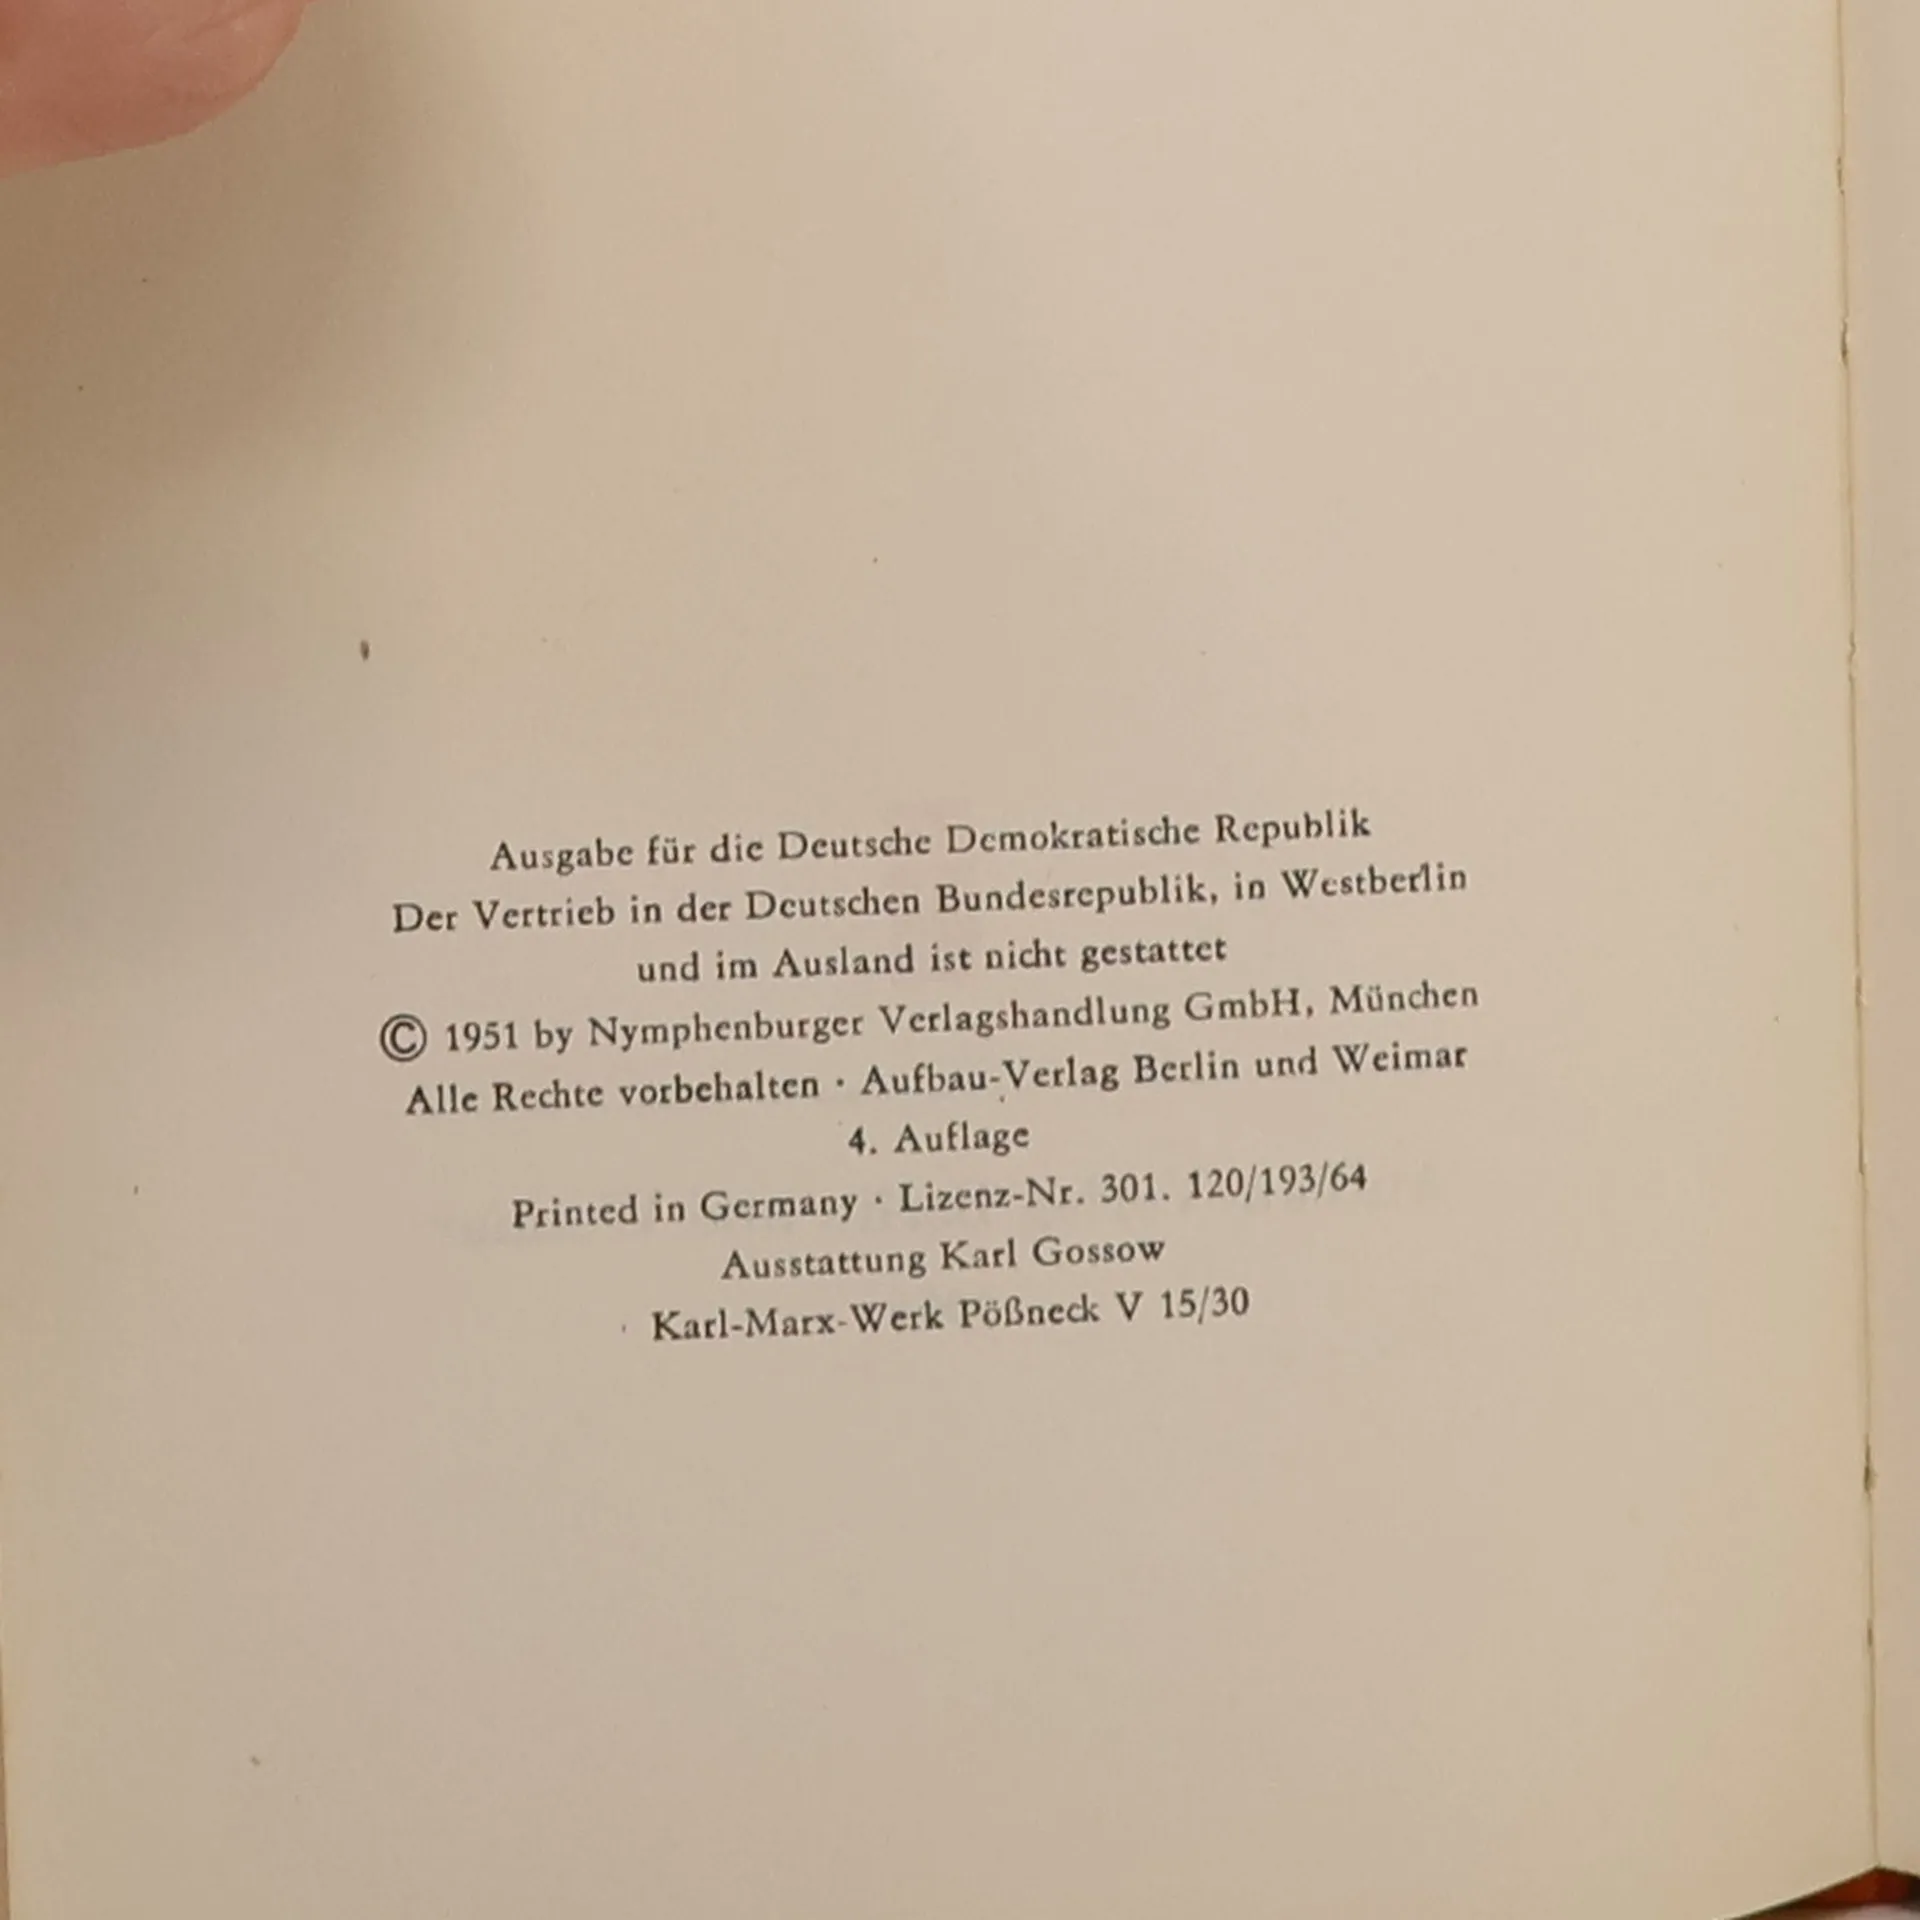 Ausgabe für die Deutsche Demokratische Republik
Der Vertrieb in der Deutschen Bundesrepublik, in Westberlin
und im Ausland ist nicht gestattet
© 1951 by Nymphenburger Verlagshandlung GmbH, München
Alle Rechte vorbehalten · Aufbau-Verlag Berlin und Weimar
4. Auflage
Printed in Germany · Lizenz-Nr. 301. 120/193/64
Ausstattung Karl Gossow
Karl-Marx-Werk Pößneck V 15/30